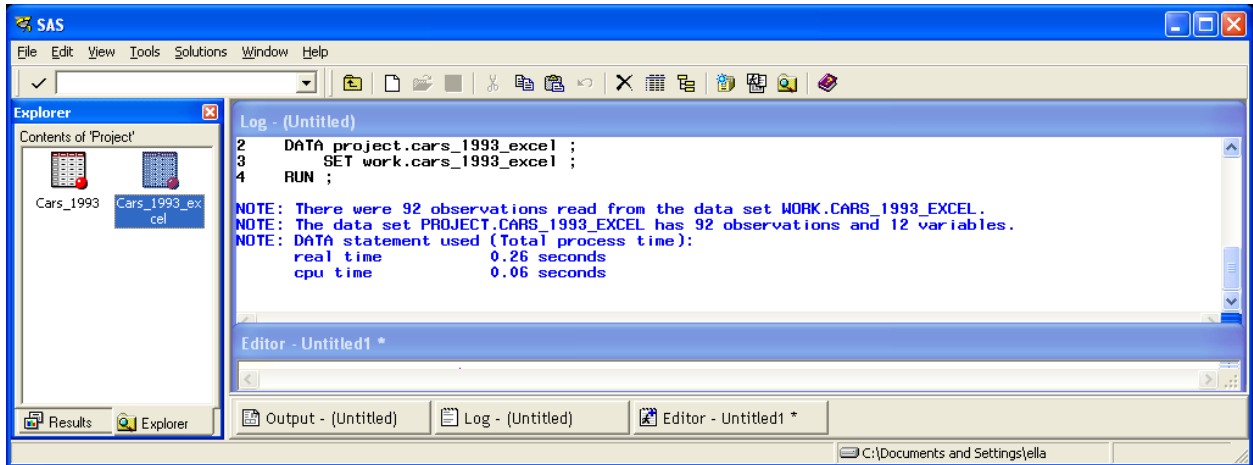 SAS
File Edit View Tools Solutions Window Help
Explorer
Contents of 'Project'
Cars_1993
Cars_1993_ex
cel
Results Explorer
Log - (Untitled)
2 DATA project.cars_1993_excel ;
3 SET work.cars_1993_excel ;
4 RUN ;
NOTE: There were 92 observations read from the data set WORK.CARS_1993_EXCEL.
NOTE: The data set PROJECT.CARS_1993_EXCEL has 92 observations and 12 variables.
NOTE: DATA statement used (Total process time):
real time 0.26 seconds
cpu time 0.06 seconds
Editor - Untitled1 *
Output - (Untitled) Log - (Untitled) Editor - Untitled1 *
C:\Documents and Settings\ella